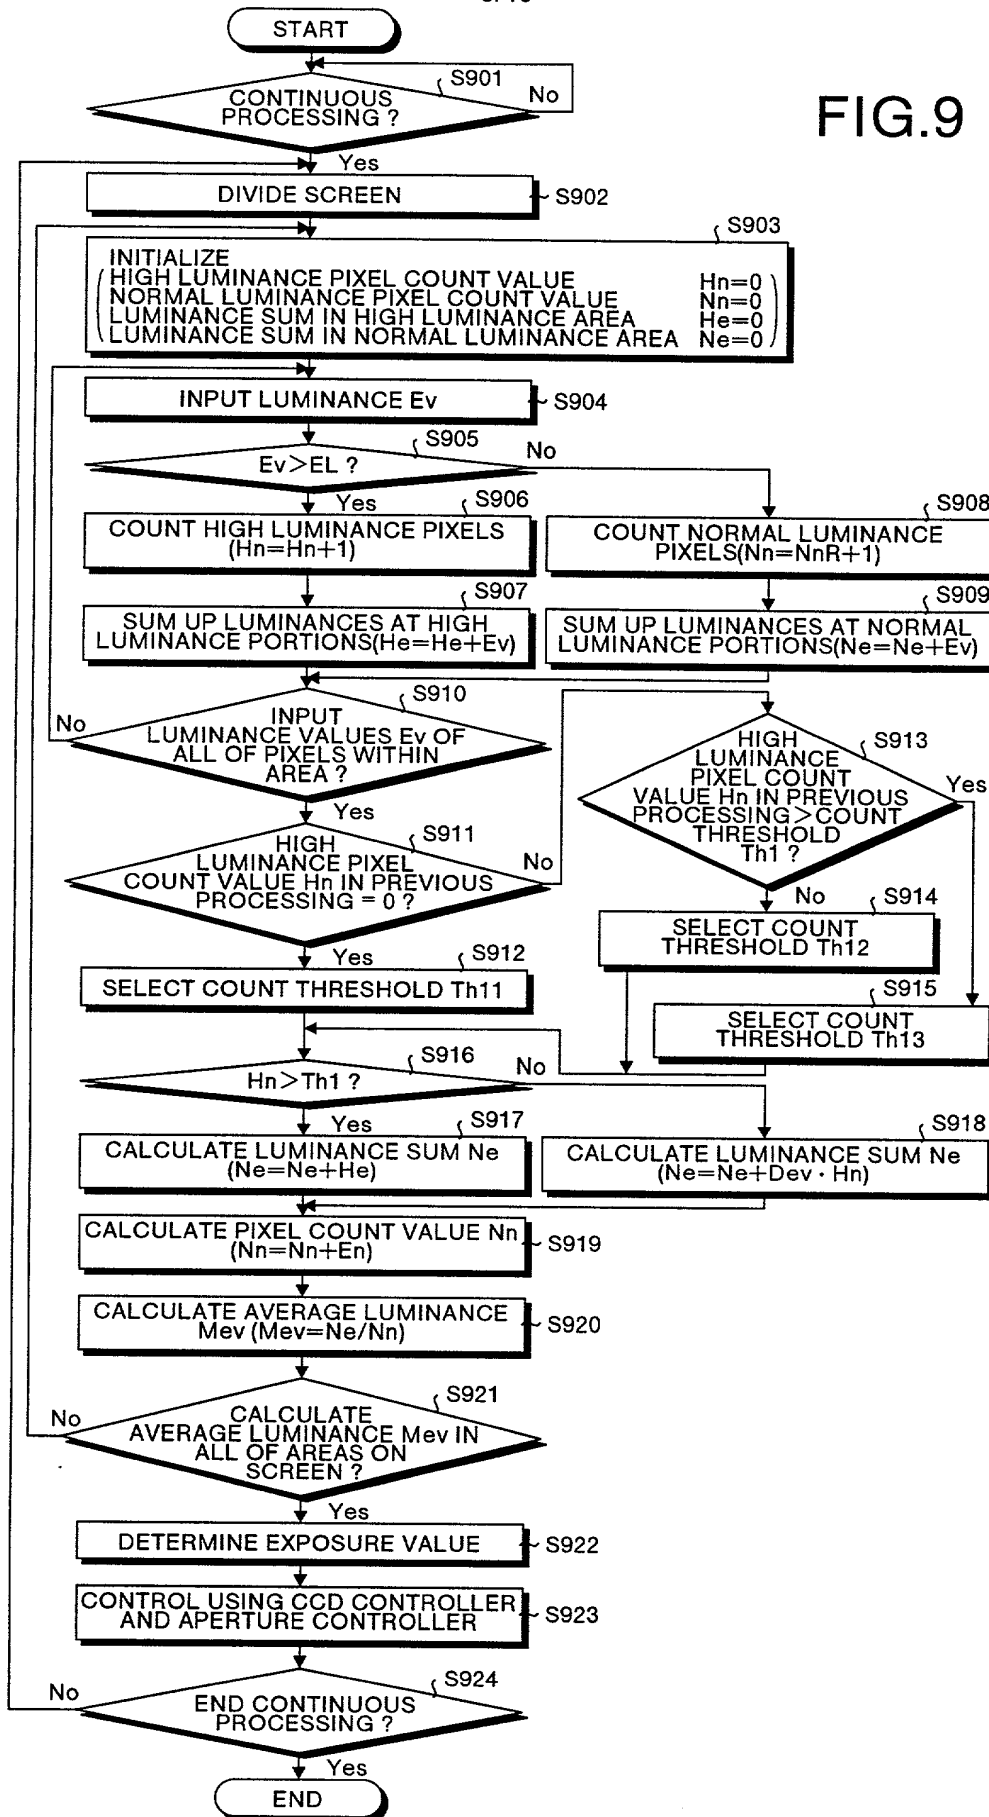 START
S901
CONTINUOUS
PROCESSING ?
No
FIG.9
Yes
DIVIDE SCREEN
S902
S903
INITIALIZE
HIGH LUMINANCE PIXEL COUNT VALUE Hn=0
NORMAL LUMINANCE PIXEL COUNT VALUE Nn=0
LUMINANCE SUM IN HIGH LUMINANCE AREA He=0
LUMINANCE SUM IN NORMAL LUMINANCE AREA Ne=0
INPUT LUMINANCE Ev
S904
S905
Ev>EL ?
No
Yes
S906
COUNT HIGH LUMINANCE PIXELS
(Hn=Hn+1)
S908
COUNT NORMAL LUMINANCE
PIXELS(Nn=NnR+1)
S907
SUM UP LUMINANCES AT HIGH
LUMINANCE PORTIONS(He=He+Ev)
S909
SUM UP LUMINANCES AT NORMAL
LUMINANCE PORTIONS(Ne=Ne+Ev)
S910
No
INPUT
LUMINANCE VALUES Ev OF
ALL OF PIXELS WITHIN
AREA ?
Yes
S911
HIGH
LUMINANCE PIXEL
COUNT VALUE Hn IN PREVIOUS
PROCESSING = 0 ?
No
S913
HIGH
LUMINANCE
PIXEL COUNT
VALUE Hn IN PREVIOUS
PROCESSING>COUNT
THRESHOLD
Th1 ?
Yes
No
S914
SELECT COUNT
THRESHOLD Th12
Yes
S912
SELECT COUNT THRESHOLD Th11
S915
SELECT COUNT
THRESHOLD Th13
S916
Hn>Th1 ?
No
Yes
S917
CALCULATE LUMINANCE SUM Ne
(Ne=Ne+He)
S918
CALCULATE LUMINANCE SUM Ne
(Ne=Ne+Dev·Hn)
CALCULATE PIXEL COUNT VALUE Nn
(Nn=Nn+En)
S919
CALCULATE AVERAGE LUMINANCE
Mev (Mev=Ne/Nn)
S920
S921
No
CALCULATE
AVERAGE LUMINANCE Mev IN
ALL OF AREAS ON
SCREEN ?
Yes
DETERMINE EXPOSURE VALUE
S922
CONTROL USING CCD CONTROLLER
AND APERTURE CONTROLLER
S923
S924
No
END CONTINUOUS
PROCESSING ?
Yes
END